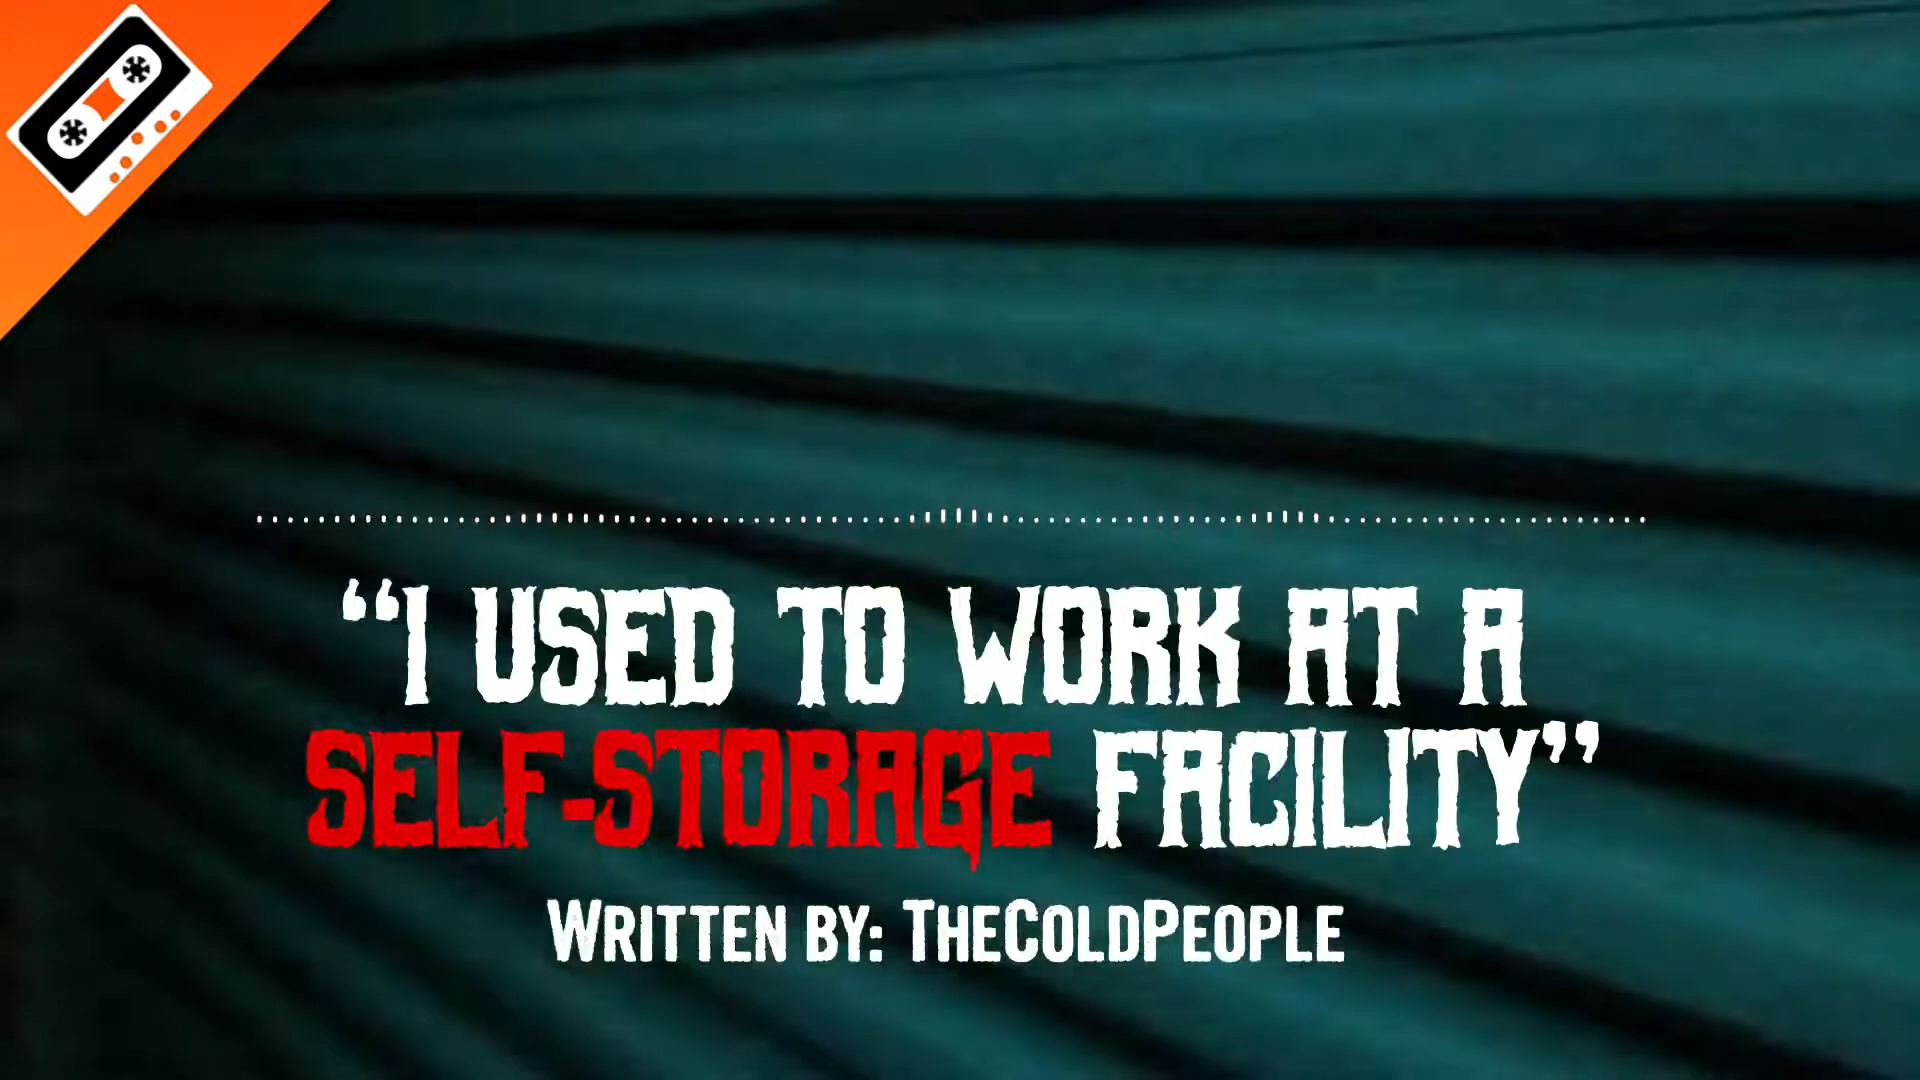 “I USED TO WORK AT A
SELF-STORAGE FACILITY”
WRITTEN BY: THECOLDPEOPLE